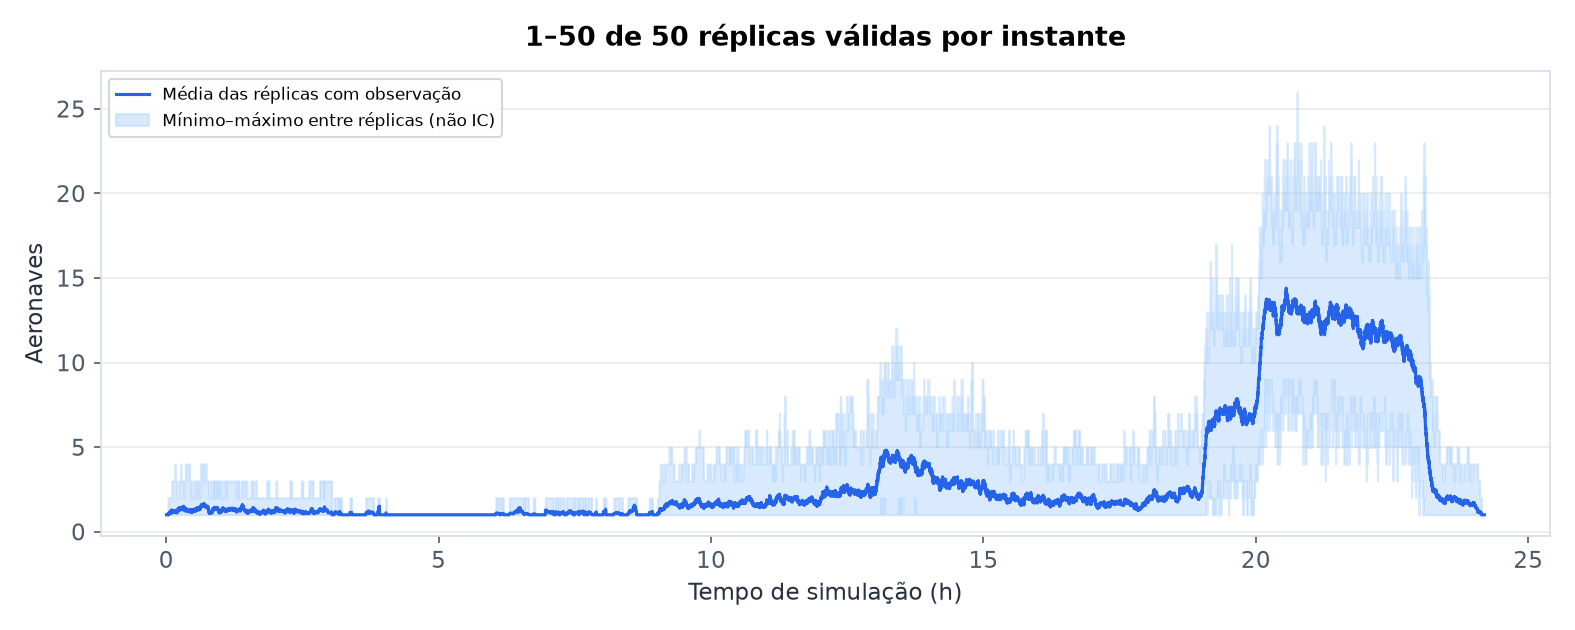 1–50 de 50 réplicas válidas por instante
Média das réplicas com observação
Mínimo–máximo entre réplicas (não IC)
Aeronaves
25
20
15
10
5
0
0 5 10 15 20 25
Tempo de simulação (h)